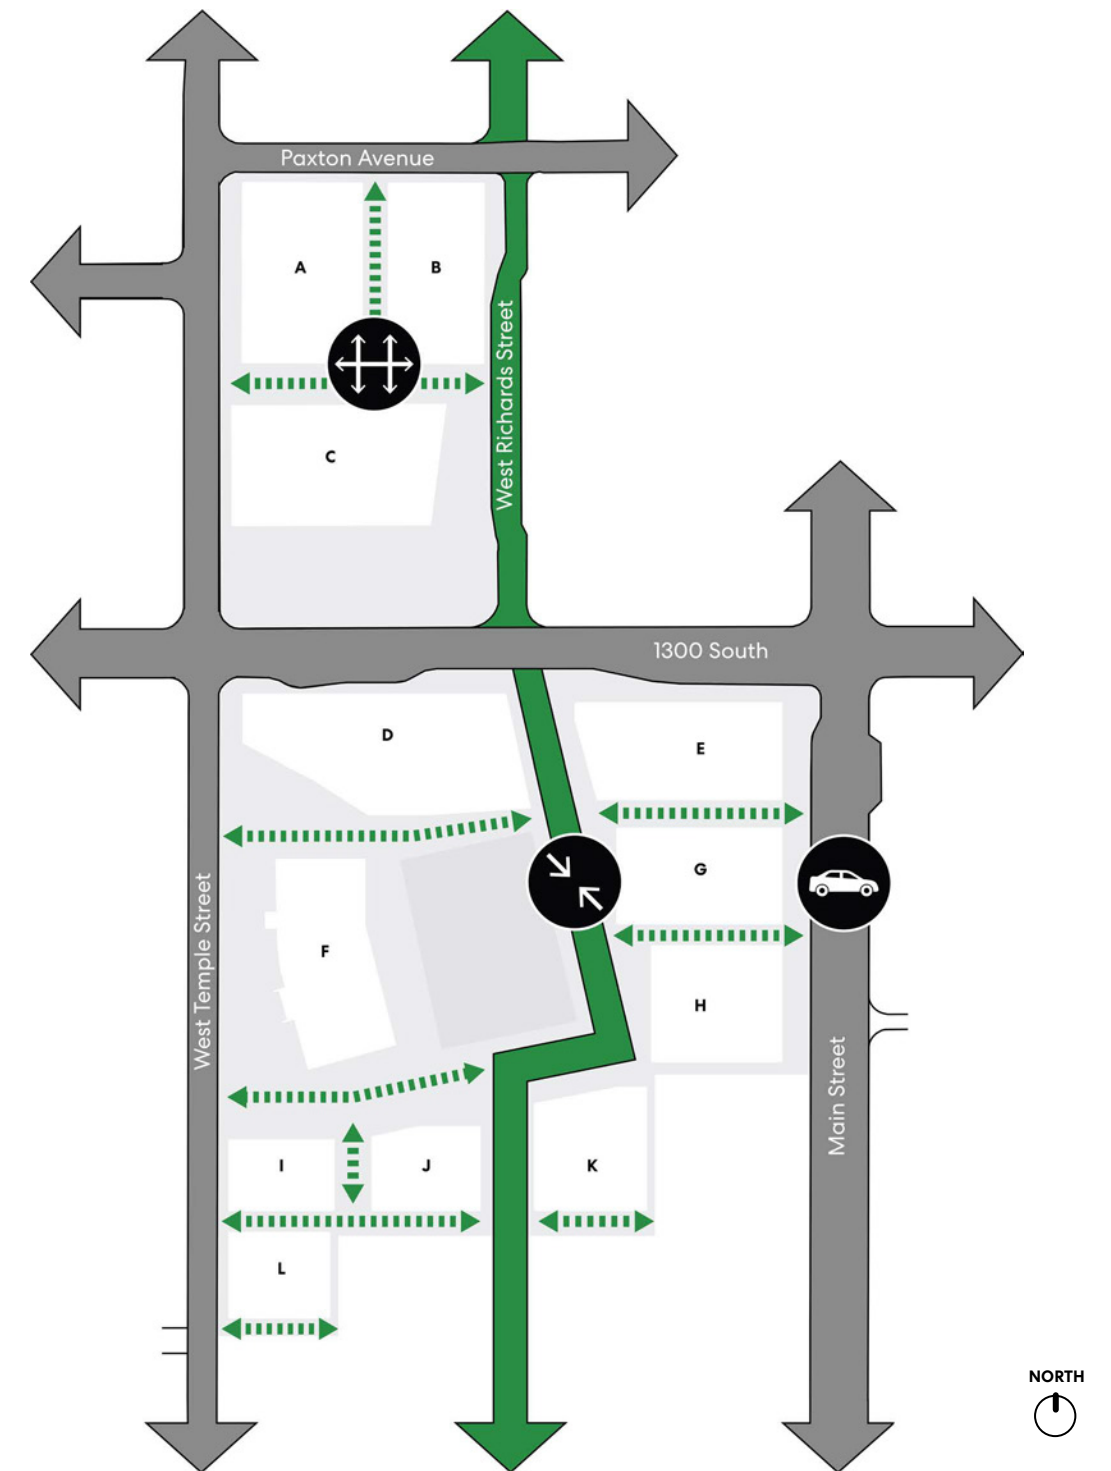 Paxton Avenue
A
B
West Richards Street
C
1300 South
D
E
G
West Temple Street
F
H
Main Street
I
J
K
L
NORTH